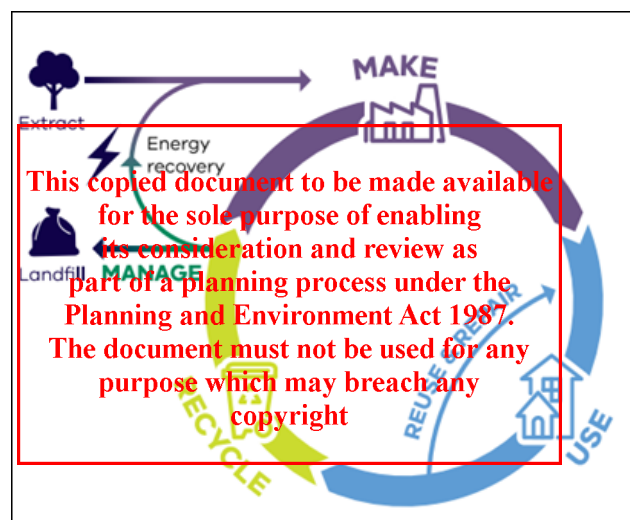 MAKE
Extract
Energy
recovery
This copied document to be made available
for the sole purpose of enabling
its consideration and review as
part of a planning process under the
Planning and Environment Act 1987.
The document must not be used for any
purpose which may breach any
copyright
Landfill
MANAGE
REUSE & REPAIR
RECYCLE
USE